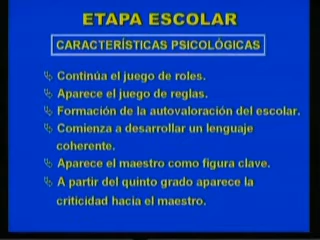 ETAPA ESCOLAR
CARACTERÍSTICAS PSICOLÓGICAS
Continúa el juego de roles.
Aparece el juego de reglas.
Formación de la autovaloración del escolar.
Comienza a desarrollar un lenguaje
coherente.
Aparece el maestro como figura clave.
A partir del quinto grado aparece la
criticidad hacia el maestro.